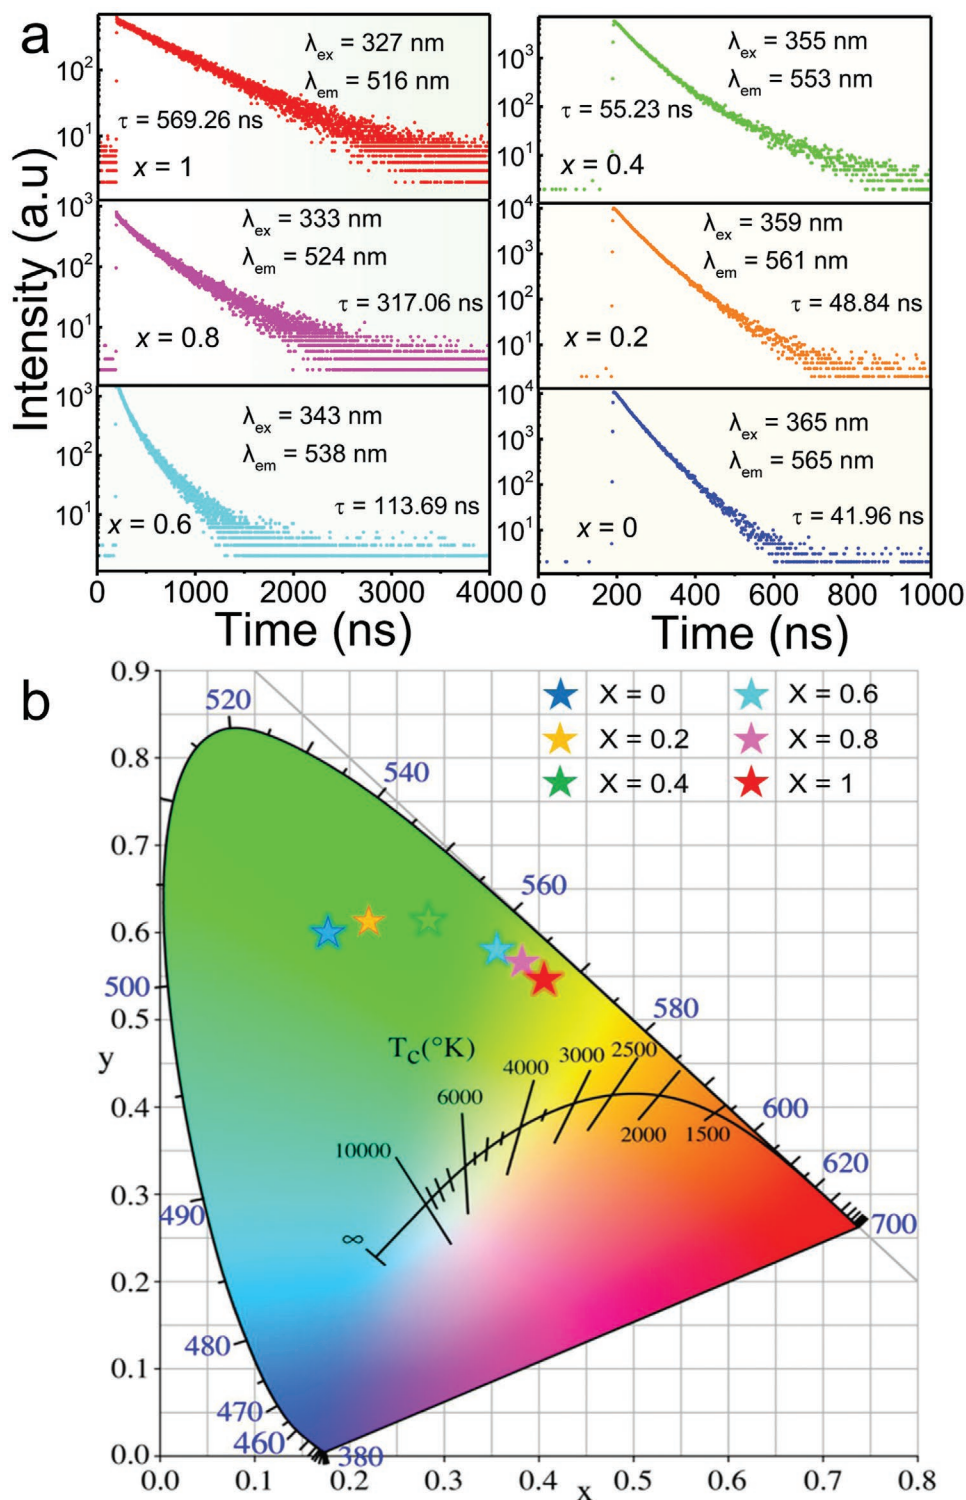 a
Intensity (a.u)
10²
10¹
λex = 327 nm
λem = 516 nm
τ = 569.26 ns
x = 1
10³
10²
10¹
λex = 333 nm
λem = 524 nm
τ = 317.06 ns
x = 0.8
10³
10²
10¹
λex = 343 nm
λem = 538 nm
τ = 113.69 ns
x = 0.6
0 1000 2000 3000 4000
Time (ns)
10³
10²
10¹
λex = 355 nm
λem = 553 nm
τ = 55.23 ns
x = 0.4
10⁴
10³
10²
10¹
λex = 359 nm
λem = 561 nm
τ = 48.84 ns
x = 0.2
10⁴
10³
10²
10¹
λex = 365 nm
λem = 565 nm
τ = 41.96 ns
x = 0
0 200 400 600 800 1000
Time (ns)
b
X = 0 X = 0.6
X = 0.2 X = 0.8
X = 0.4 X = 1
0.9
0.8
0.7
0.6
0.5
y
0.4
0.3
0.2
0.1
0.0
520
540
560
500
580
600
620
490
700
480
470
460
380
Tc(°K)
4000
3000
2500
6000
10000
2000
1500
∞
0.0 0.1 0.2 0.3 0.4 0.5 0.6 0.7 0.8
x